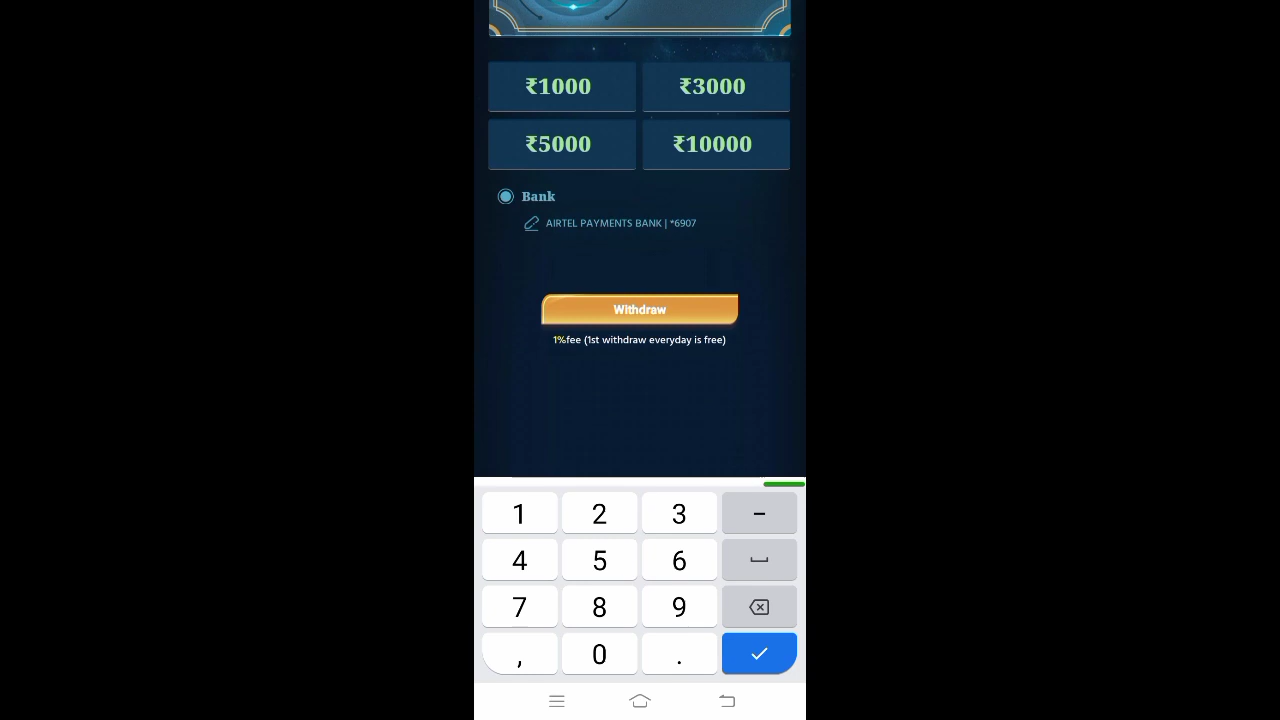 ₹1000 ₹3000
₹5000 ₹10000
Bank
AIRTEL PAYMENTS BANK | *6907
Withdraw
1%fee (1st withdraw everyday is free)
1 2 3 -
4 5 6
7 8 9
, 0 .